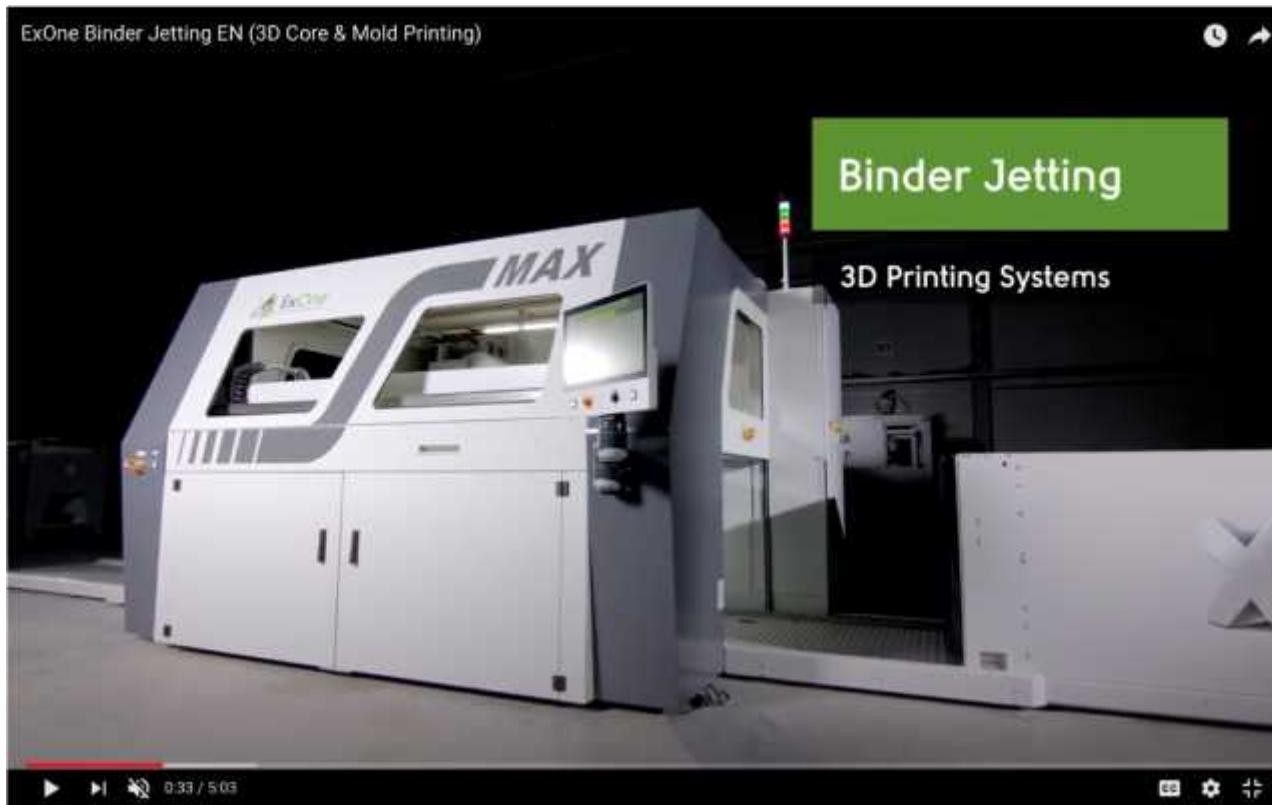 ExOne Binder Jetting EN (3D Core & Mold Printing)
Binder Jetting
3D Printing Systems
MAX
ExOne
X
0:33 / 5:03
CC